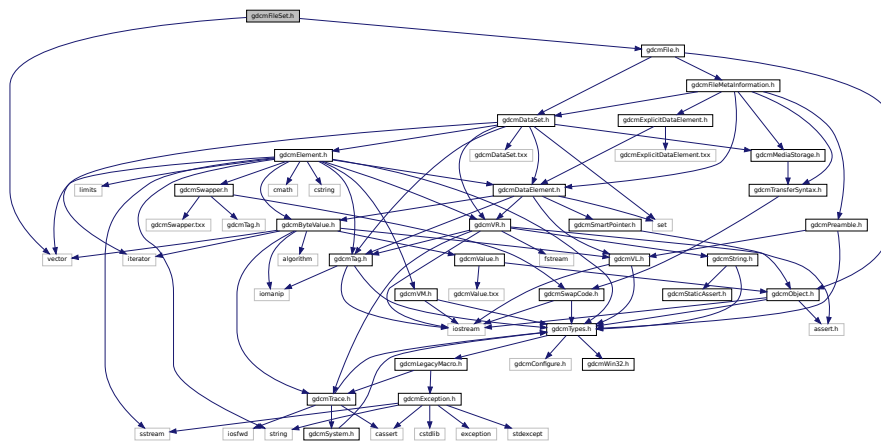 gdcmFileSet.h
gdcmFile.h
gdcmFileMetaInformation.h
gdcmDataSet.h
gdcmExplicitDataElement.h
gdcmElement.h
gdcmDataSet.txx
gdcmExplicitDataElement.txx
gdcmMediaStorage.h
limits
gdcmSwapper.h
cmath
cstring
gdcmDataElement.h
gdcmTransferSyntax.h
gdcmSwapper.txx
gdcmTag.h
gdcmByteValue.h
gdcmVR.h
gdcmSmartPointer.h
set
gdcmPreamble.h
vector
iterator
algorithm
gdcmTag.h
gdcmValue.h
fstream
gdcmVL.h
gdcmString.h
iomanip
gdcmVM.h
gdcmValue.txx
gdcmSwapCode.h
gdcmStaticAssert.h
gdcmObject.h
iostream
gdcmTypes.h
assert.h
gdcmLegacyMacro.h
gdcmConfigure.h
gdcmWin32.h
gdcmTrace.h
gdcmException.h
sstream
iosfwd
string
gdcmSystem.h
cassert
cstdlib
exception
stdexcept